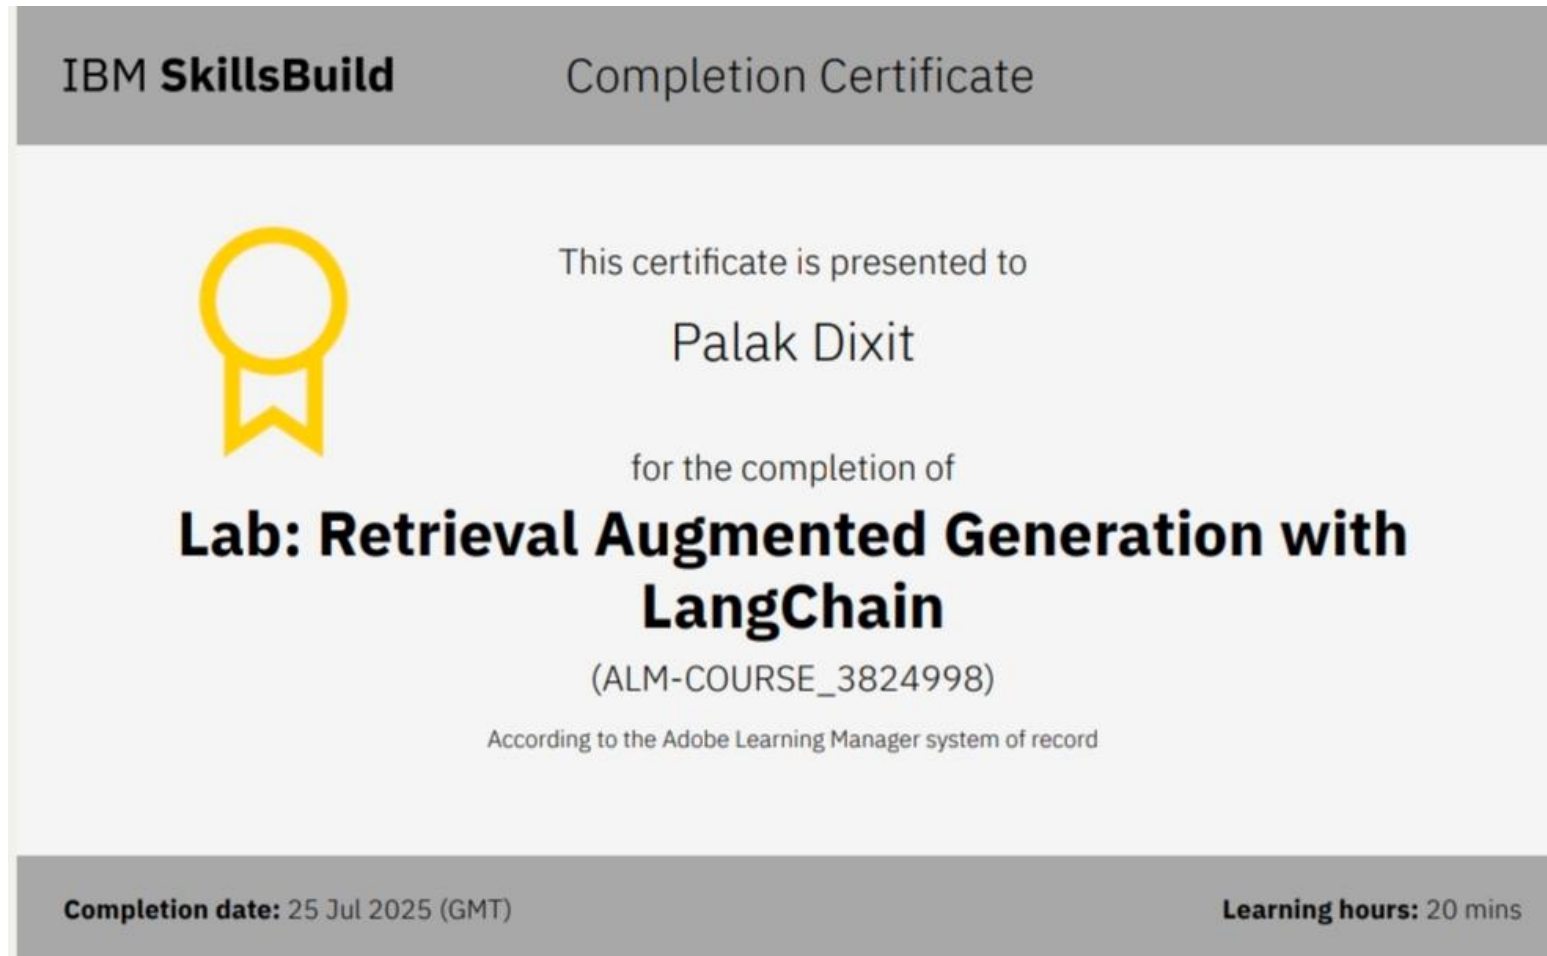 IBM SkillsBuild
Completion Certificate
This certificate is presented to
Palak Dixit
for the completion of
Lab: Retrieval Augmented Generation with
LangChain
(ALM-COURSE_3824998)
According to the Adobe Learning Manager system of record
Completion date: 25 Jul 2025 (GMT)
Learning hours: 20 mins